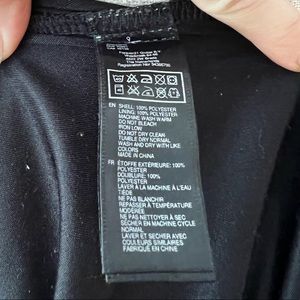 The Netherlands
EN SHELL: 100% POLYESTER
LINING: 100% POLYESTER
MACHINE WASH WARM
DO NOT BLEACH
IRON LOW
DO NOT DRY CLEAN
TUMBLE DRY NORMAL
WASH AND DRY WITH LIKE
COLORS
MADE IN CHINA
FR ÉTOFFE EXTÉRIEURE: 100%
POLYESTER
DOUBLURE: 100%
POLYESTER
LAVER À LA MACHINE À L'EAU
TIÈDE
NE PAS BLANCHIR
REPASSER À TEMPÉRATURE
MODÉRÉE
NE PAS NETTOYER À SEC
SÉCHER EN MACHINE CYCLE
NORMAL
LAVER ET SÉCHER AVEC
COULEURS SIMILAIRES
FABRIQUÉ EN CHINE